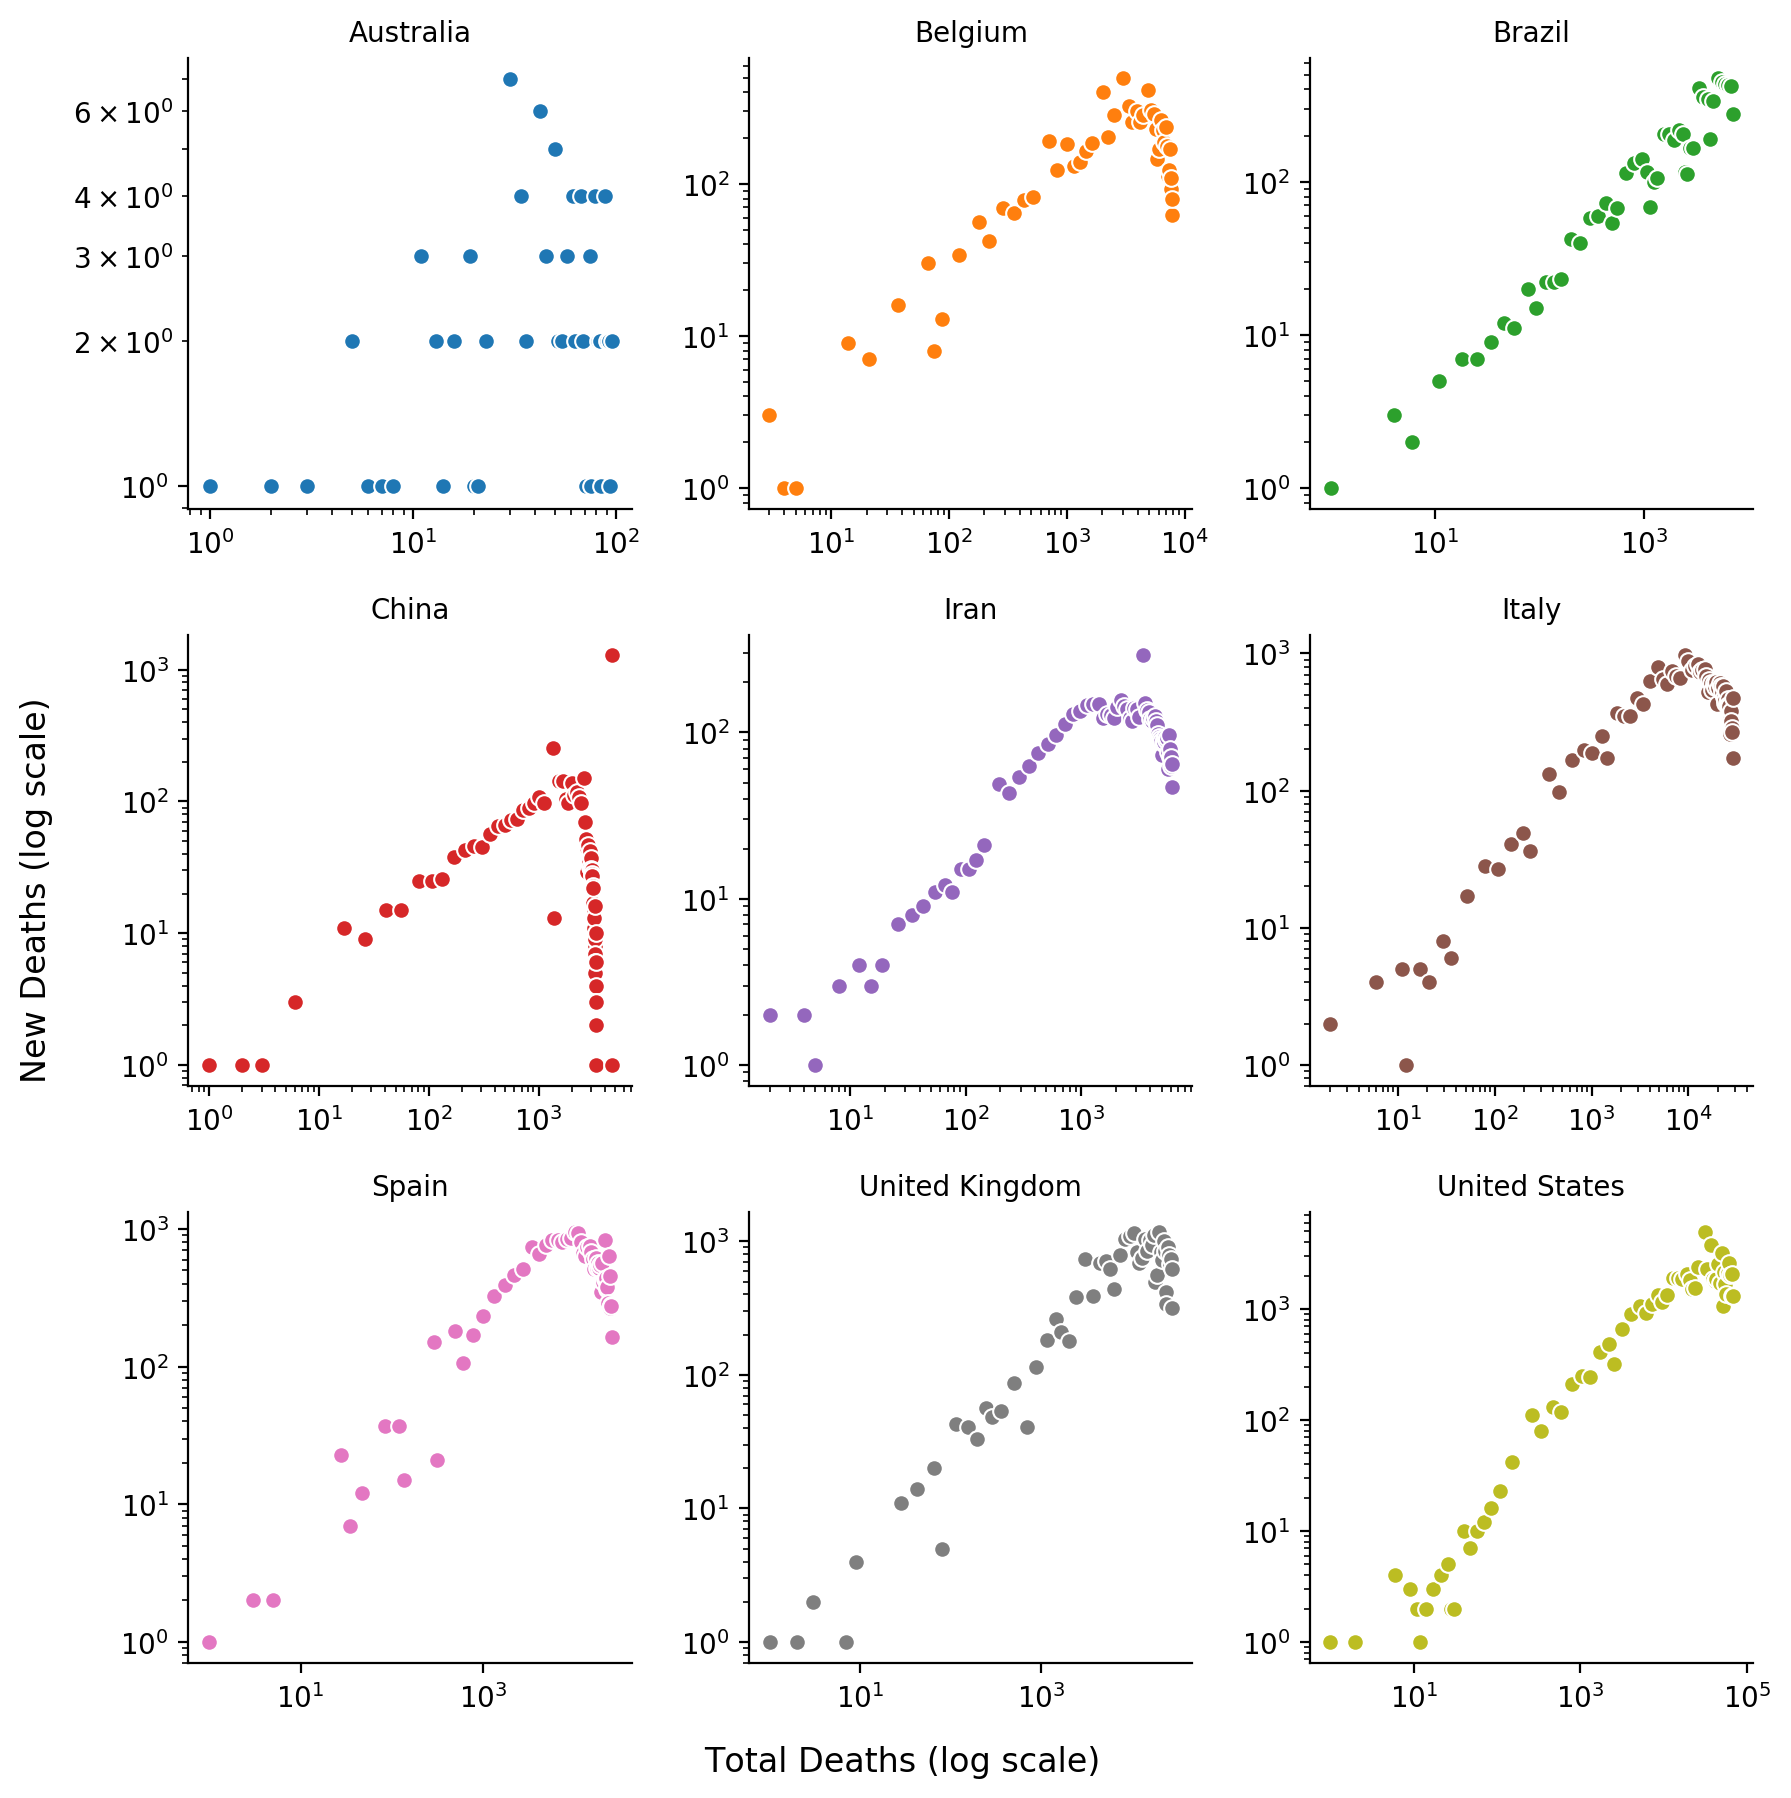 Australia
Belgium
Brazil
6 × 10⁰
4 × 10⁰
3 × 10⁰
2 × 10⁰
10⁰
10⁰ 10¹ 10²
10²
10¹
10⁰
10¹ 10² 10³ 10⁴
10²
10¹
10⁰
10¹ 10³
China
Iran
Italy
10³
10²
10¹
10⁰
10⁰ 10¹ 10² 10³
10²
10¹
10⁰
10¹ 10² 10³
10³
10²
10¹
10⁰
10¹ 10² 10³ 10⁴
New Deaths (log scale)
Spain
United Kingdom
United States
10³
10²
10¹
10⁰
10¹ 10³
10³
10²
10¹
10⁰
10¹ 10³
10³
10²
10¹
10⁰
10¹ 10³ 10⁵
Total Deaths (log scale)